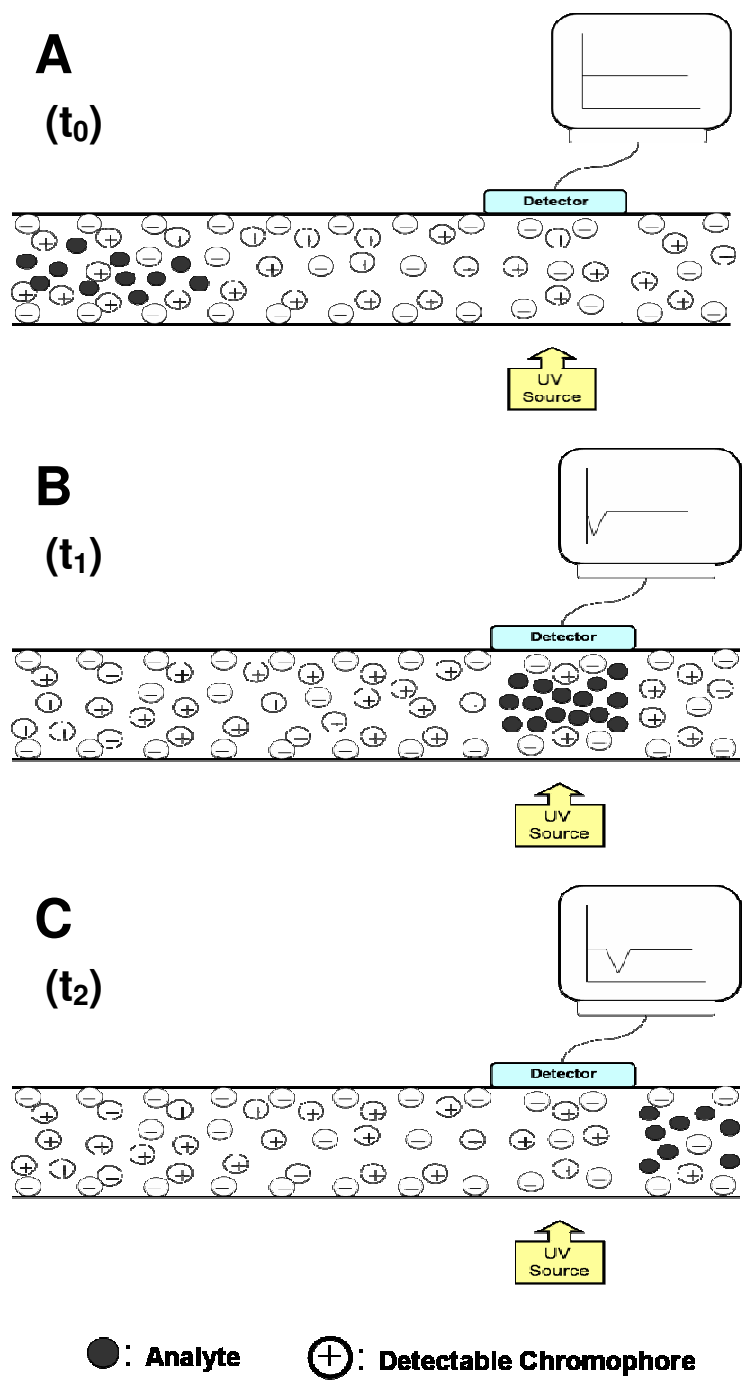 A
(t₀)
Detector
UV
Source
B
(t₁)
Detector
UV
Source
C
(t₂)
Detector
UV
Source
: Analyte
: Detectable Chromophore